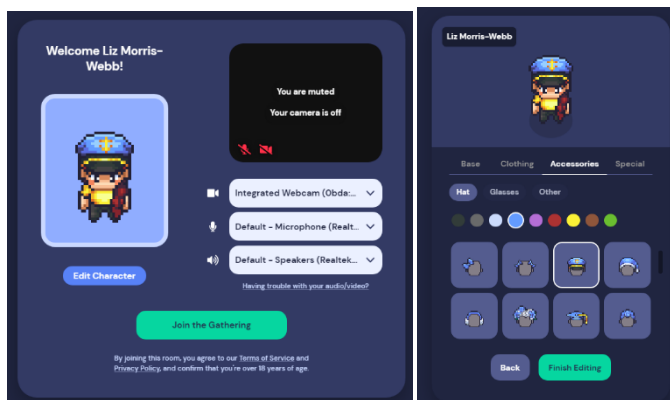 Welcome Liz Morris-
Webb!
You are muted
Your camera is off
Integrated Webcam (0bda:...
Default - Microphone (Realt...
Default - Speakers (Realtek...
Edit Character
Having trouble with your audio/video?
Join the Gathering
By joining this room, you agree to our Terms of Service and
Privacy Policy, and confirm that you're over 18 years of age.
Liz Morris-Webb
Base Clothing Accessories Special
Hat Glasses Other
Back Finish Editing